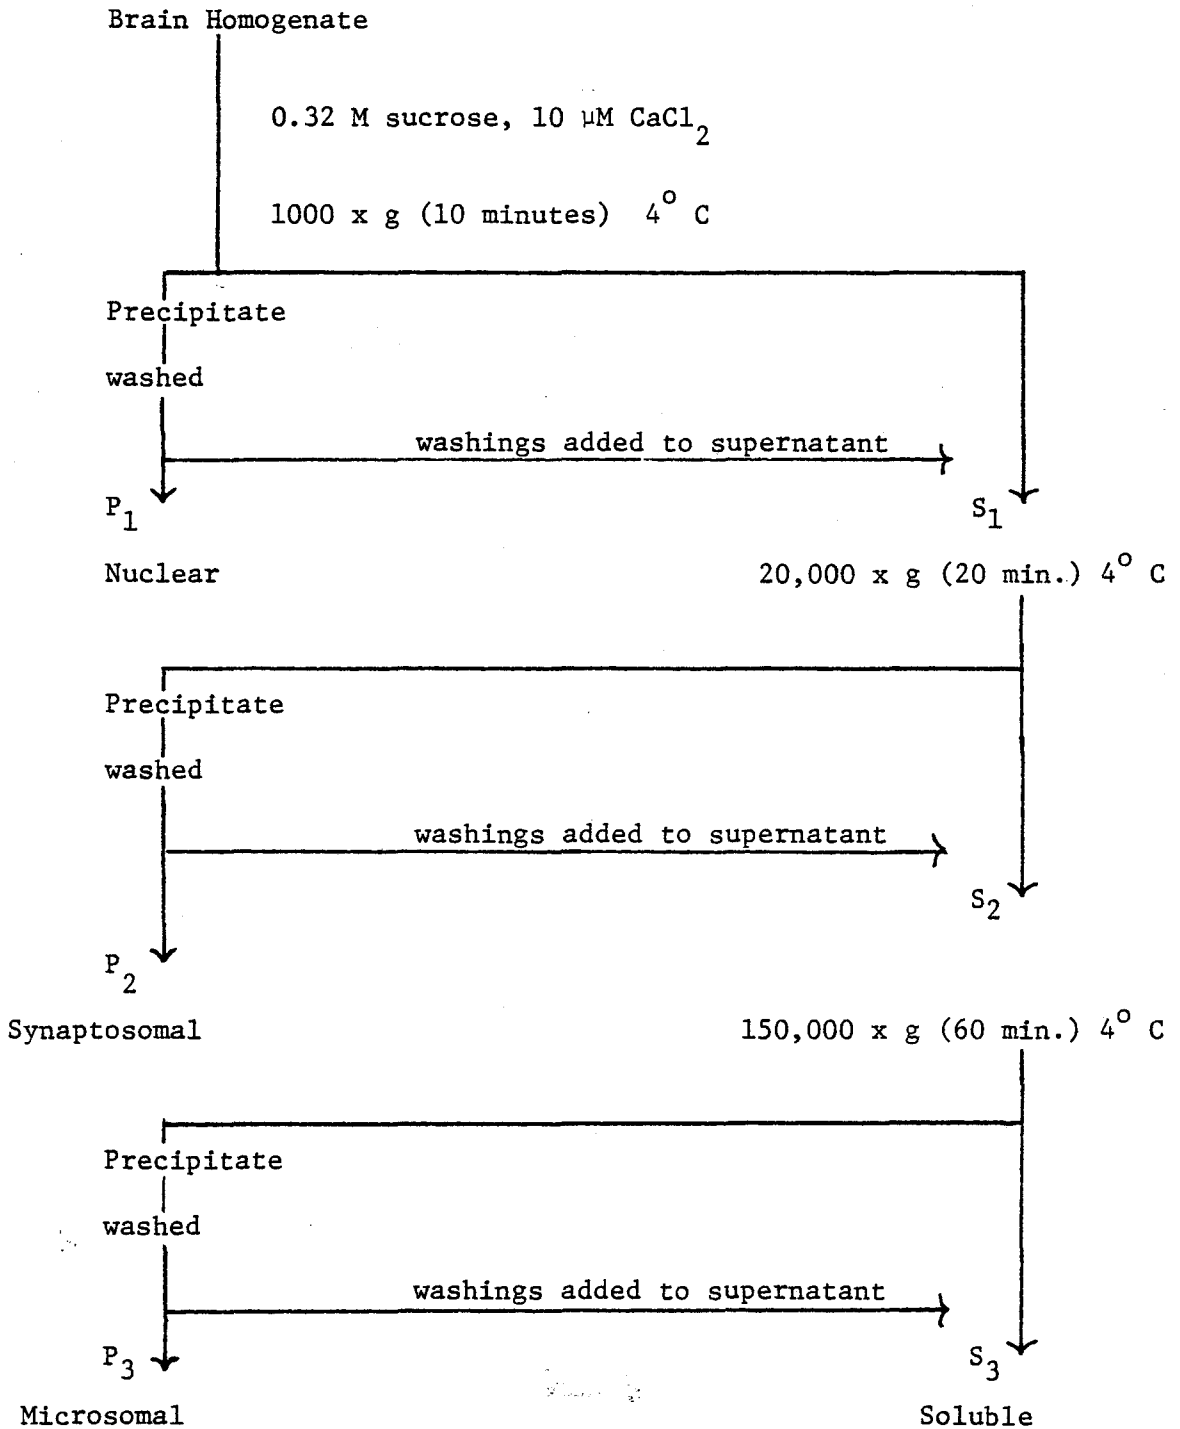 Brain Homogenate
0.32 M sucrose, 10 µM CaCl2
1000 x g (10 minutes) 4° C
Precipitate
washed
washings added to supernatant
P1
S1
Nuclear
20,000 x g (20 min.) 4° C
Precipitate
washed
washings added to supernatant
S2
P2
Synaptosomal
150,000 x g (60 min.) 4° C
Precipitate
washed
washings added to supernatant
P3
S3
Microsomal
Soluble